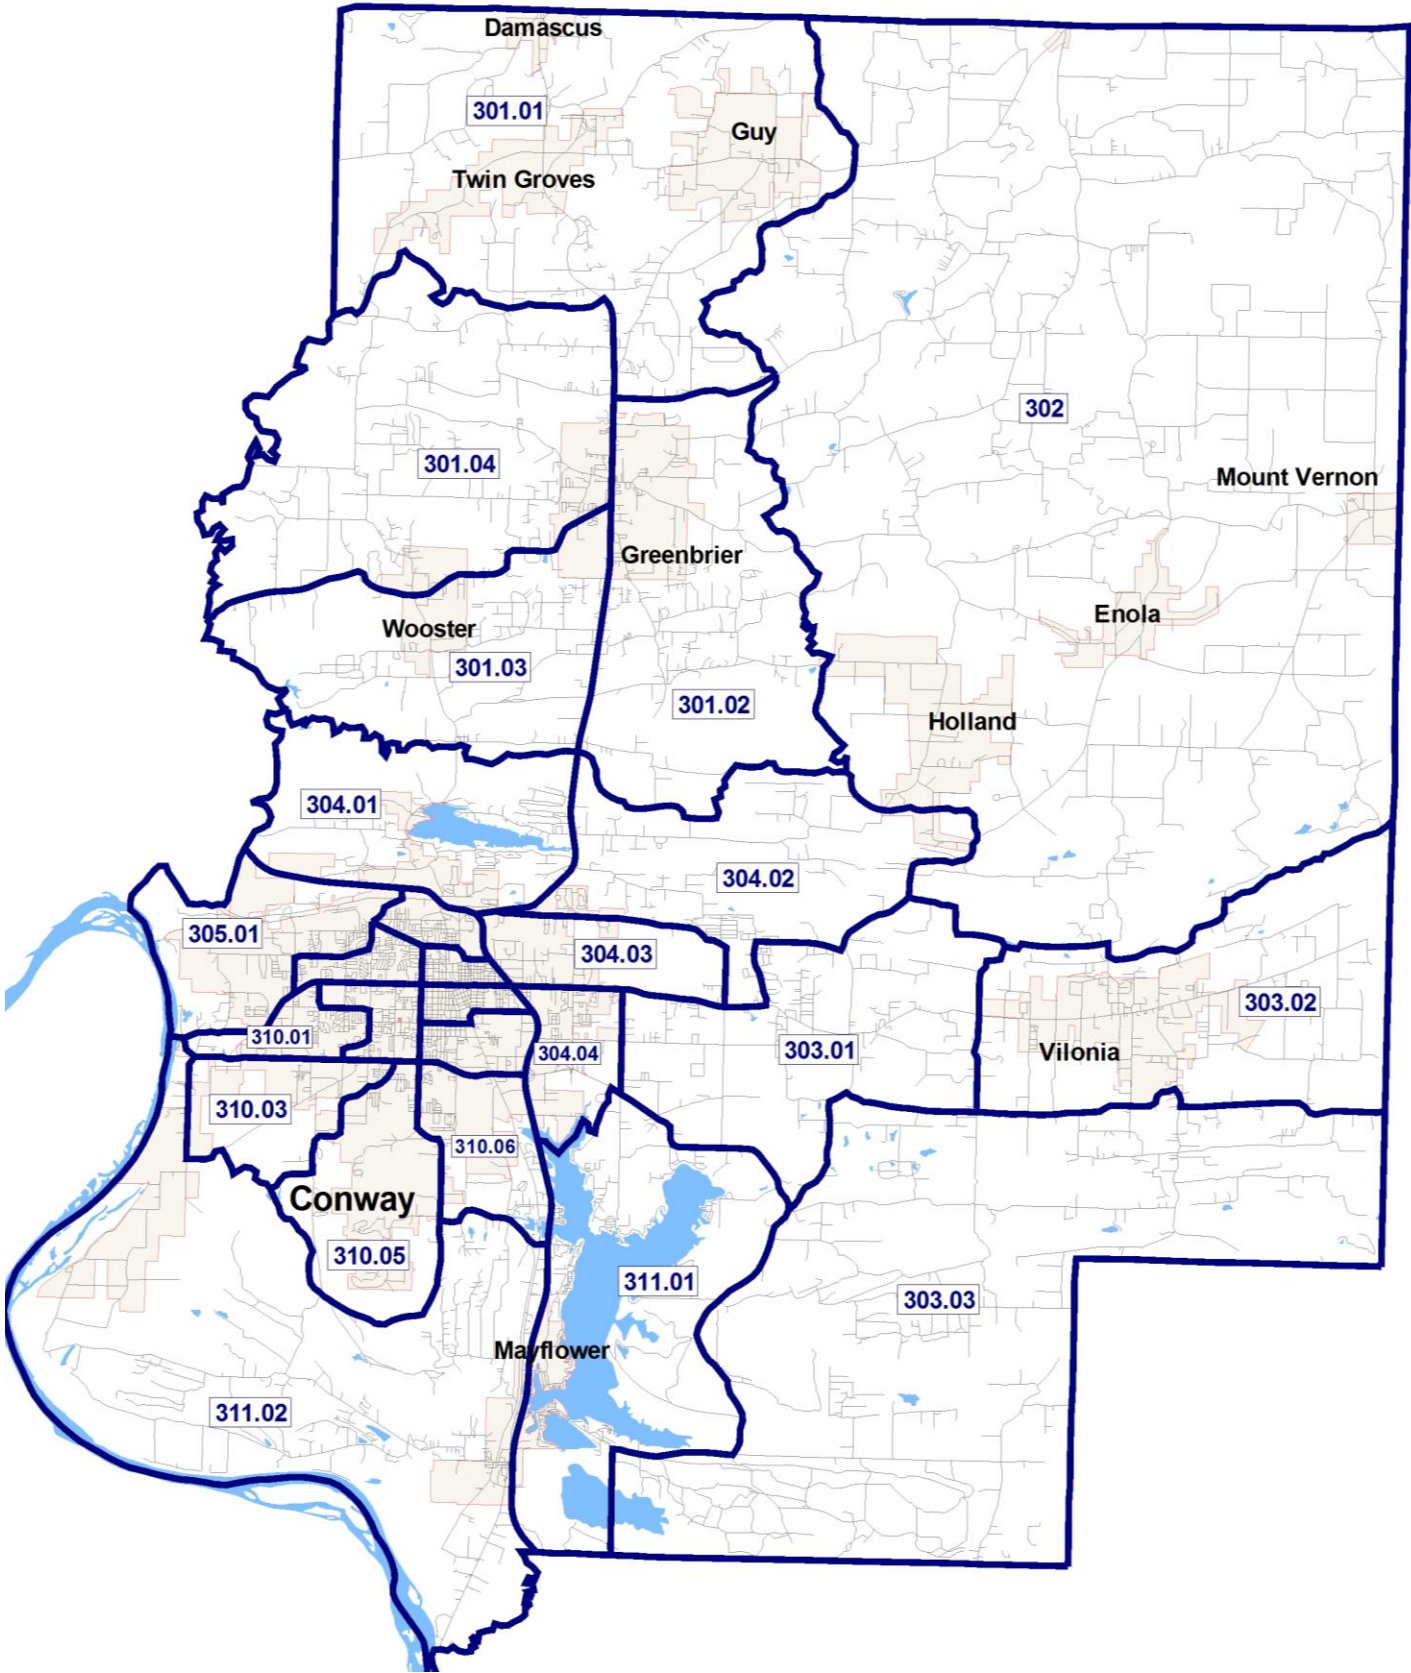 Damascus
301.01
Guy
Twin Groves
302
301.04
Mount Vernon
Greenbrier
Enola
Wooster
301.03
301.02
Holland
304.01
304.02
305.01
304.03
303.02
310.01
304.04
303.01
Vilonia
310.03
310.06
Conway
310.05
311.01
303.03
Mayflower
311.02